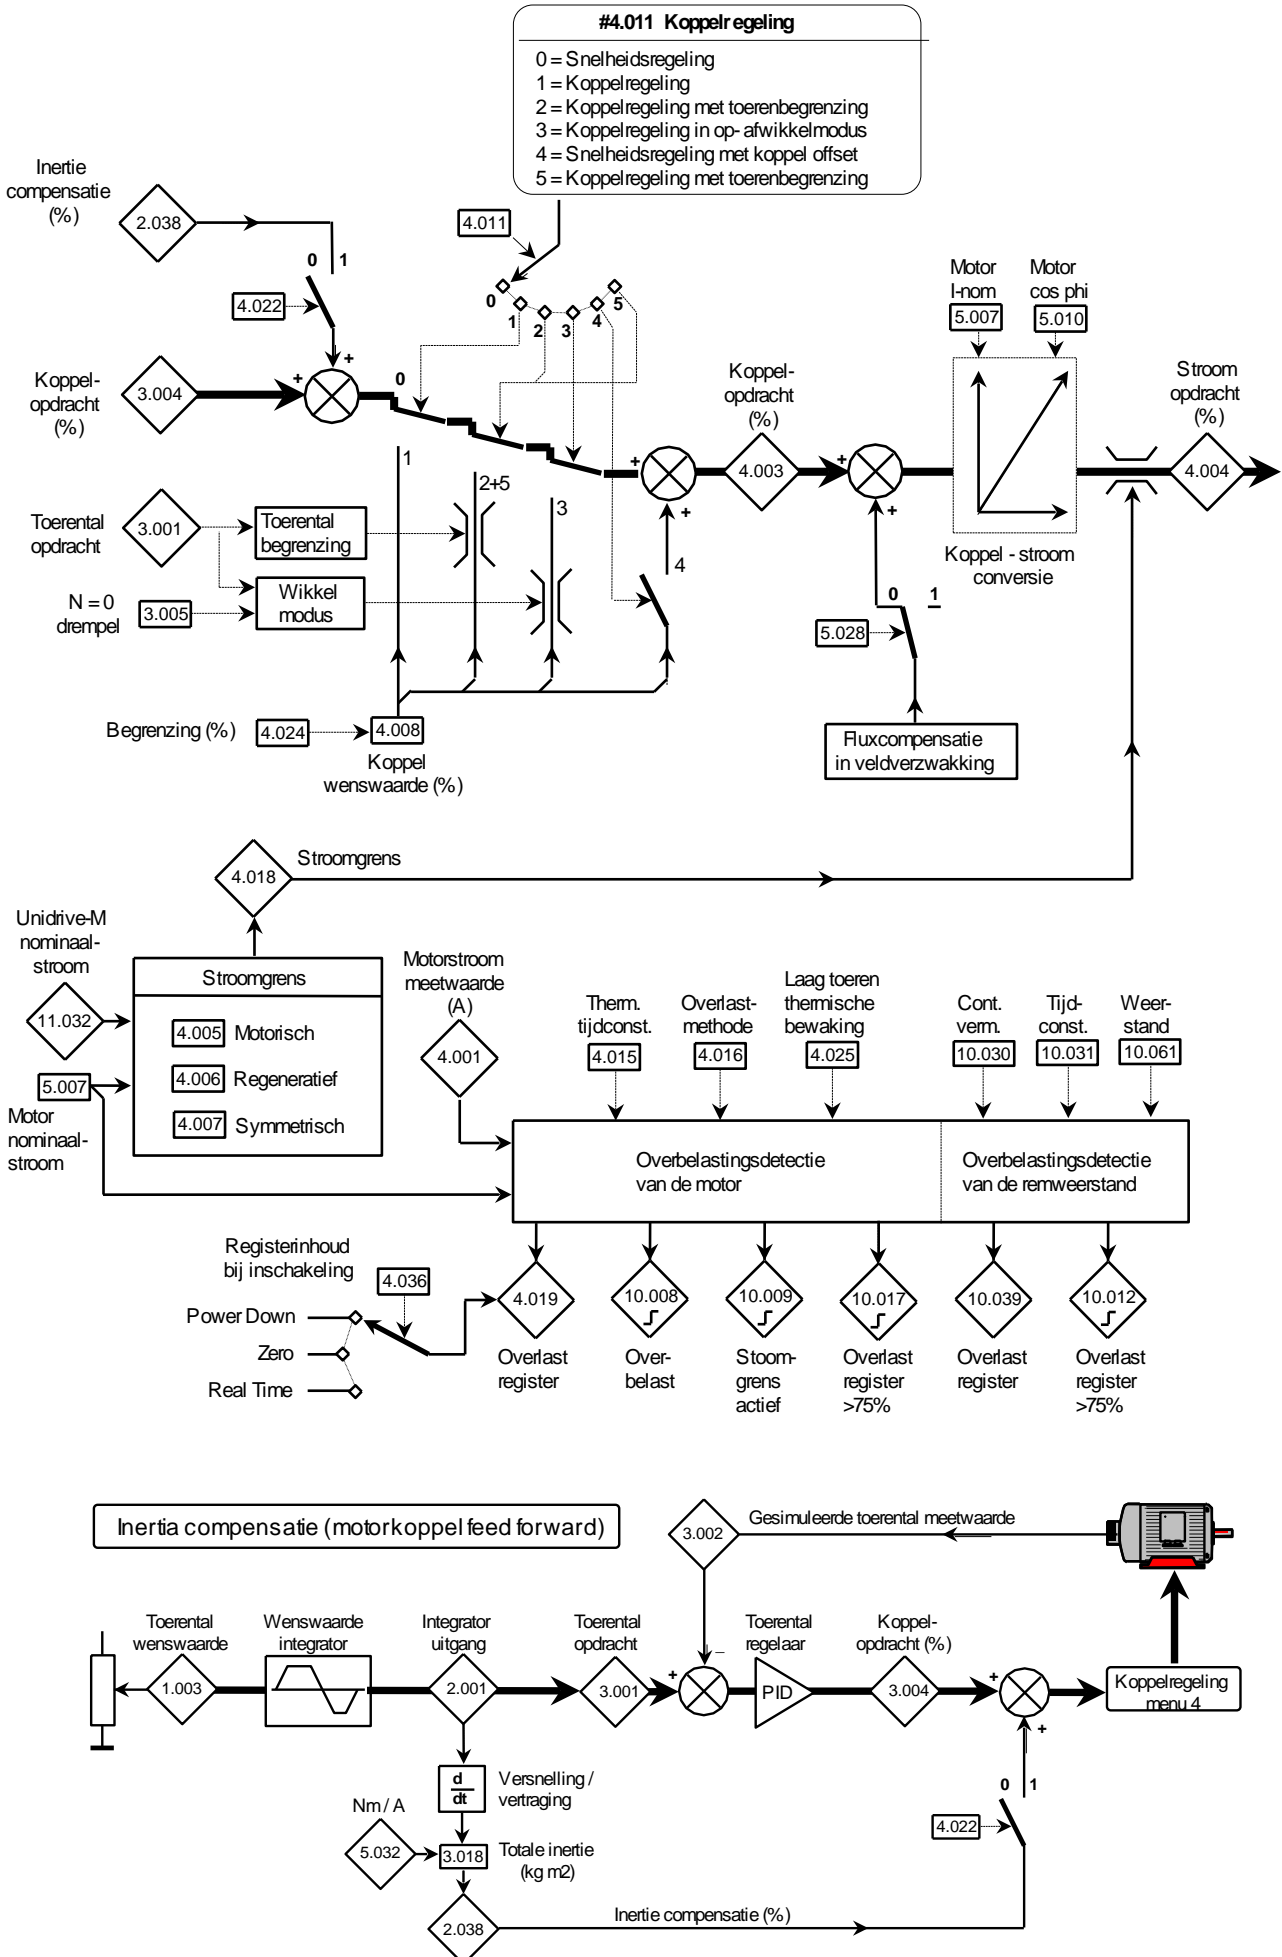 #4.011 Koppelregeling
0 = Snelheidsregeling
1 = Koppelregeling
2 = Koppelregeling met toerenbegrenzing
3 = Koppelregeling in op- afwikkelmodus
4 = Snelheidsregeling met koppel offset
5 = Koppelregeling met toerenbegrenzing
Inertie
compensatie
(%)
2.038
0 1
4.022
+
4.011
0
1
2
3
4
5
Motor
I-nom
5.007
Motor
cos phi
5.010
Koppel-
opdracht
(%)
3.004
+
0
Koppel-
opdracht
(%)
4.003
+
+
+
+
Stroom
opdracht
(%)
4.004
Koppel - stroom
conversie
1
2+5
3
4
Toerental
opdracht
3.001
Toerental
begrenzing
N = 0
drempel
3.005
Wikkel
modus
0 1
5.028
Fluxcompensatie
in veldverzwakking
Begrenzing (%)
4.024
4.008
Koppel
wenswaarde (%)
4.018
Stroomgrens
Unidrive-M
nominaal-
stroom
11.032
5.007
Motor
nominaal-
stroom
Stroomgrens
4.005 Motorisch
4.006 Regeneratief
4.007 Symmetrisch
Motorstroom
meetwaarde
(A)
4.001
Therm.
tijdconst.
4.015
Overlast-
methode
4.016
Laag toeren
thermische
bewaking
4.025
Cont.
verm.
10.030
Tijd-
const.
10.031
Weer-
stand
10.061
Overbelastingsdetectie
van de motor
Overbelastingsdetectie
van de remweerstand
Registerinhoud
bij inschakeling
4.036
Power Down
Zero
Real Time
4.019
Overlast
register
10.008
Over-
belast
10.009
Stoom-
grens
actief
10.017
Overlast
register
>75%
10.039
Overlast
register
10.012
Overlast
register
>75%
Inertia compensatie (motorkoppel feed forward)
3.002
Gesimuleerde toerental meetwaarde
Toerental
wenswaarde
1.003
Wenswaarde
integrator
Integrator
uitgang
2.001
Toerental
opdracht
3.001
+
_
Toerental
regelaar
PID
Koppel-
opdracht (%)
3.004
+
+
Koppelregeling
menu 4
d
dt
Versnelling /
vertraging
Nm / A
5.032
3.018
Totale inertie
(kg m2)
2.038
Inertie compensatie (%)
0 1
4.022